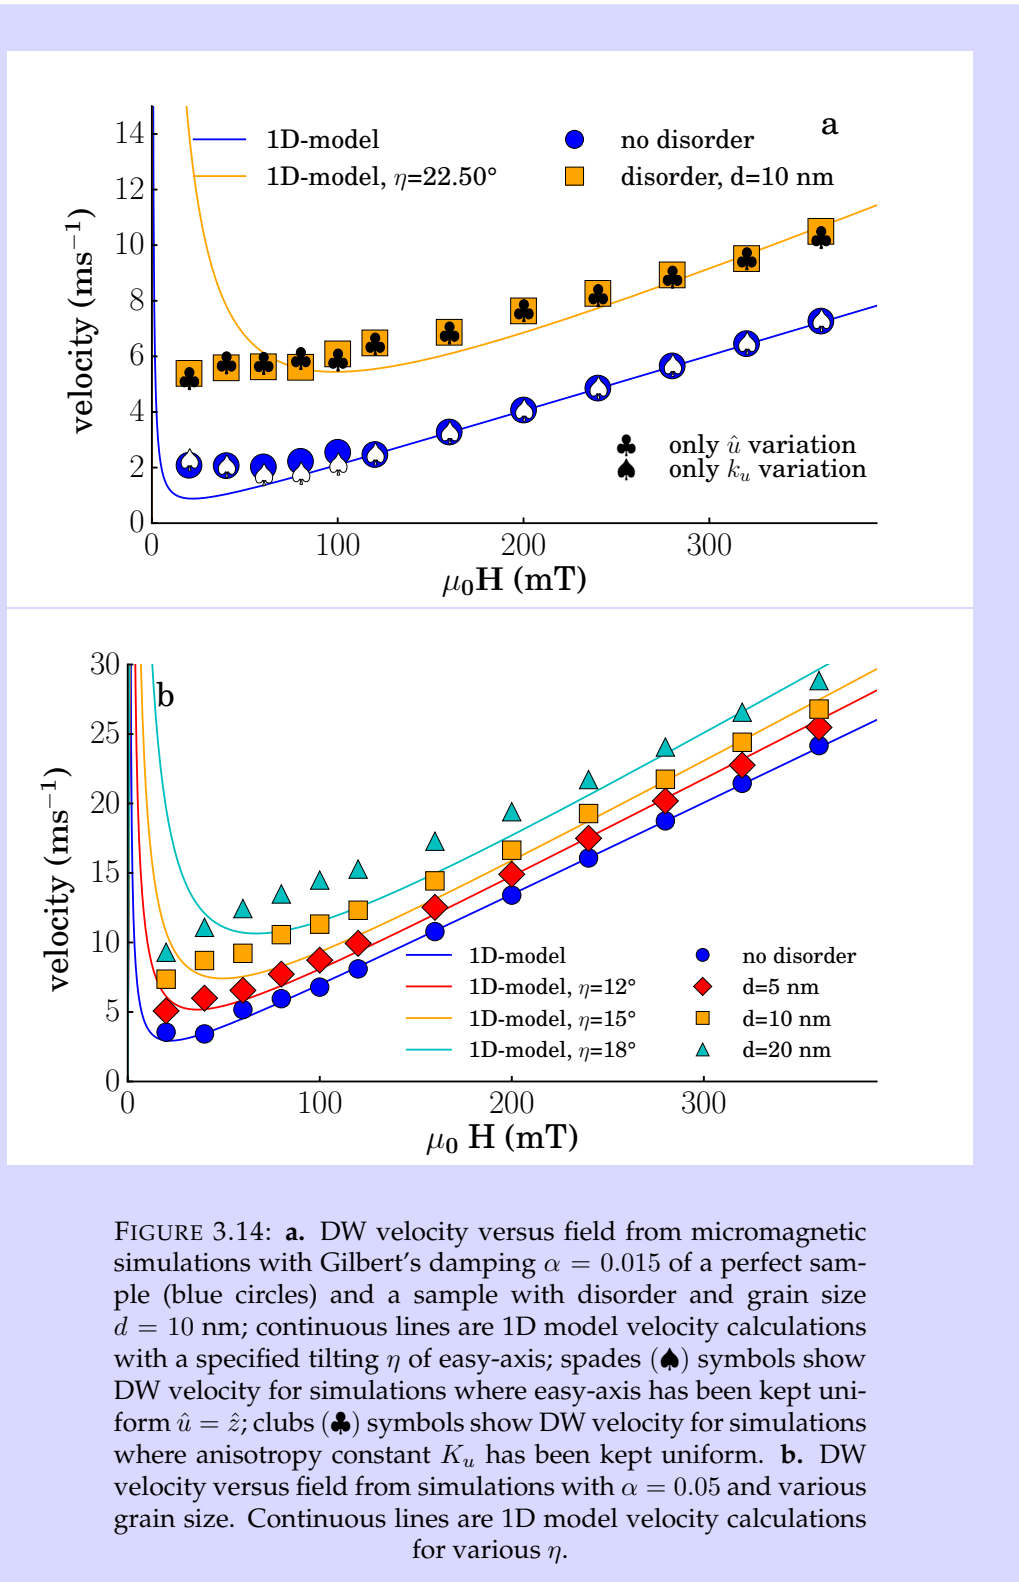 a
14
12
10
8
6
4
2
0
velocity (ms⁻¹)
1D-model
1D-model, η=22.50°
no disorder
disorder, d=10 nm
♣ only û variation
♠ only kᵤ variation
0 100 200 300
μ₀H (mT)
b
30
25
20
15
10
5
0
velocity (ms⁻¹)
1D-model
1D-model, η=12°
1D-model, η=15°
1D-model, η=18°
no disorder
d=5 nm
d=10 nm
d=20 nm
0 100 200 300
μ₀ H (mT)
FIGURE 3.14: a. DW velocity versus field from micromagnetic
simulations with Gilbert's damping α = 0.015 of a perfect sam-
ple (blue circles) and a sample with disorder and grain size
d = 10 nm; continuous lines are 1D model velocity calculations
with a specified tilting η of easy-axis; spades (♠) symbols show
DW velocity for simulations where easy-axis has been kept uni-
form û = ẑ; clubs (♣) symbols show DW velocity for simulations
where anisotropy constant Kᵤ has been kept uniform. b. DW
velocity versus field from simulations with α = 0.05 and various
grain size. Continuous lines are 1D model velocity calculations
for various η.